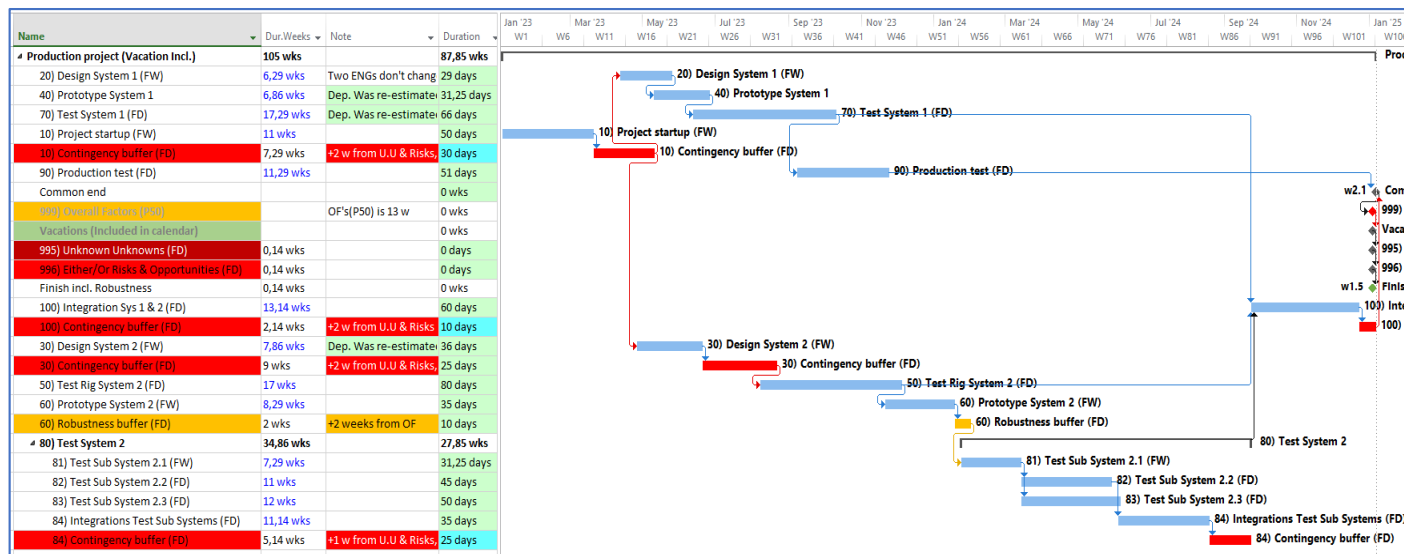 Jan '23 Mar '23 May '23 Jul '23 Sep '23 Nov '23 Jan '24 Mar '24 May '24 Jul '24 Sep '24 Nov '24 Jan '25
Name Dur.Weeks Note Duration W1 W6 W11 W16 W21 W26 W31 W36 W41 W46 W51 W56 W61 W66 W71 W76 W81 W86 W91 W96 W101 W106
Production project (Vacation Incl.) 105 wks 87,85 wks Prod
20) Design System 1 (FW) 6,29 wks Two ENGs don't chang 29 days 20) Design System 1 (FW)
40) Prototype System 1 6,86 wks Dep. Was re-estimate 31,25 days 40) Prototype System 1
70) Test System 1 (FD) 17,29 wks Dep. Was re-estimate 66 days 70) Test System 1 (FD)
10) Project startup (FW) 11 wks 50 days 10) Project startup (FW)
10) Contingency buffer (FD) 7,29 wks +2 w from U.U & Risks, 30 days 10) Contingency buffer (FD)
90) Production test (FD) 11,29 wks 51 days 90) Production test (FD)
Common end 0 wks w2.1 Com
999) Overall Factors (P50) OF's(P50) is 13 w 0 wks 999)
Vacations (Included in calendar) 0 wks Vaca
995) Unknown Unknowns (FD) 0,14 wks 0 days 995)
996) Either/Or Risks & Opportunities (FD) 0,14 wks 0 days 996)
Finish incl. Robustness 0,14 wks 0 wks w1.5 Finis
100) Integration Sys 1 & 2 (FD) 13,14 wks 60 days 100) Inte
100) Contingency buffer (FD) 2,14 wks +2 w from U.U & Risks 10 days 100)
30) Design System 2 (FW) 7,86 wks Dep. Was re-estimate 36 days 30) Design System 2 (FW)
30) Contingency buffer (FD) 9 wks +2 w from U.U & Risks 25 days 30) Contingency buffer (FD)
50) Test Rig System 2 (FD) 17 wks 80 days 50) Test Rig System 2 (FD)
60) Prototype System 2 (FW) 8,29 wks 35 days 60) Prototype System 2 (FW)
60) Robustness buffer (FD) 2 wks +2 weeks from OF 10 days 60) Robustness buffer (FD)
80) Test System 2 34,86 wks 27,85 wks 80) Test System 2
81) Test Sub System 2.1 (FW) 7,29 wks 31,25 days 81) Test Sub System 2.1 (FW)
82) Test Sub System 2.2 (FD) 11 wks 45 days 82) Test Sub System 2.2 (FD)
83) Test Sub System 2.3 (FD) 12 wks 50 days 83) Test Sub System 2.3 (FD)
84) Integrations Test Sub Systems (FD) 11,14 wks 35 days 84) Integrations Test Sub Systems (FD)
84) Contingency buffer (FD) 5,14 wks +1 w from U.U & Risks, 25 days 84) Contingency buffer (FD)